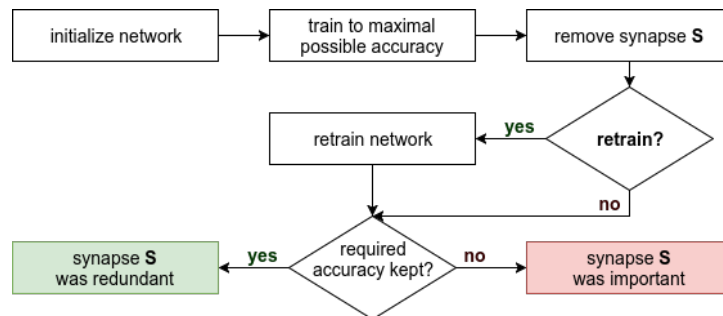 initialize network
train to maximal
possible accuracy
remove synapse S
retrain?
yes
retrain network
no
required
accuracy kept?
yes
synapse S
was redundant
no
synapse S
was important